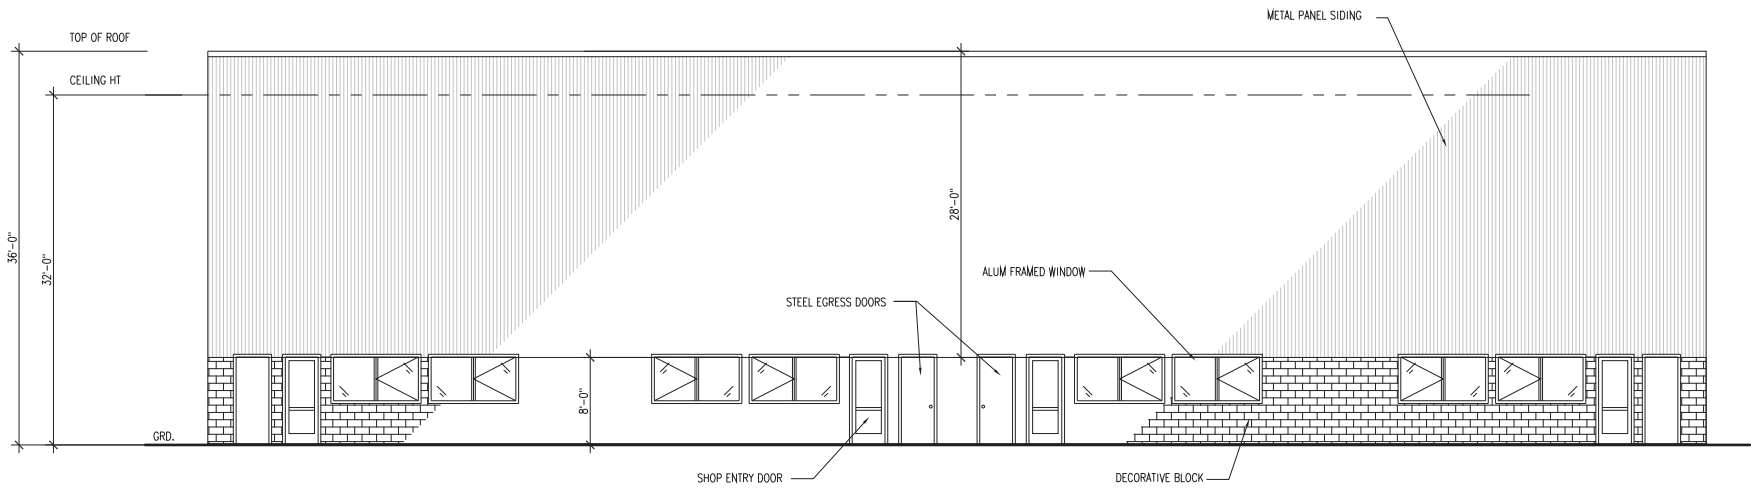 METAL PANEL SIDING
TOP OF ROOF
CEILING HT
28'-0"
36'-0"
32'-0"
ALUM FRAMED WINDOW
STEEL EGRESS DOORS
8'-0"
GRD.
SHOP ENTRY DOOR
DECORATIVE BLOCK